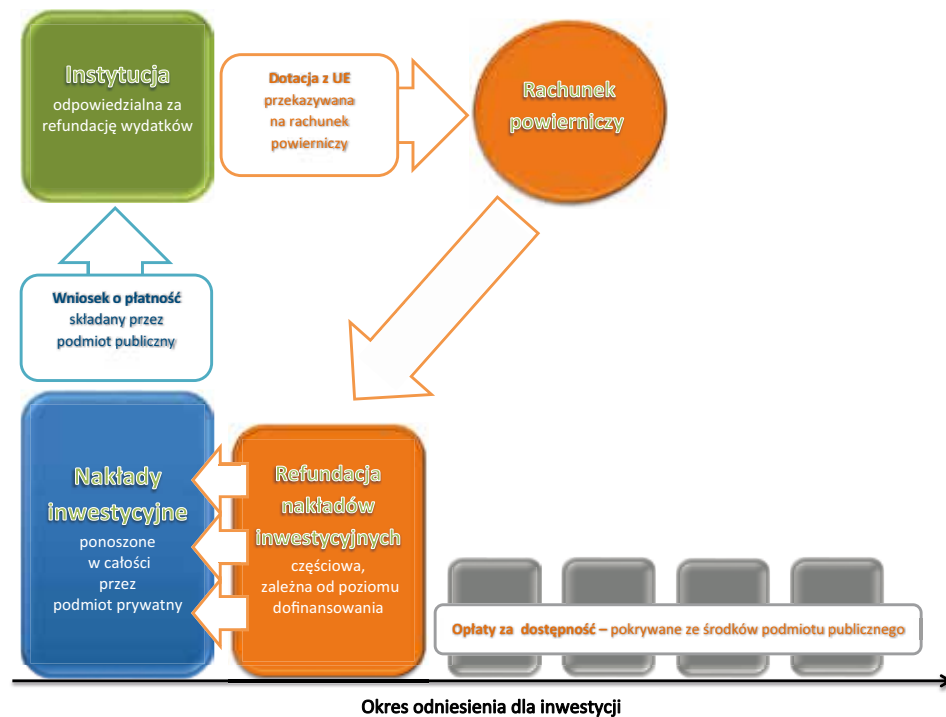 Instytucja
odpowiedzialna za
refundację wydatków
Dotacja z UE
przekazywana
na rachunek
powierniczy
Rachunek
powierniczy
Wniosek o płatność
składany przez
podmiot publiczny
Nakłady
inwestycyjne
ponoszone
w całości
przez
podmiot prywatny
Refundacja
nakładów
inwestycyjnych
częściowa,
zależna od poziomu
dofinansowania
Opłaty za dostępność – pokrywane ze środków podmiotu publicznego
Okres odniesienia dla inwestycji